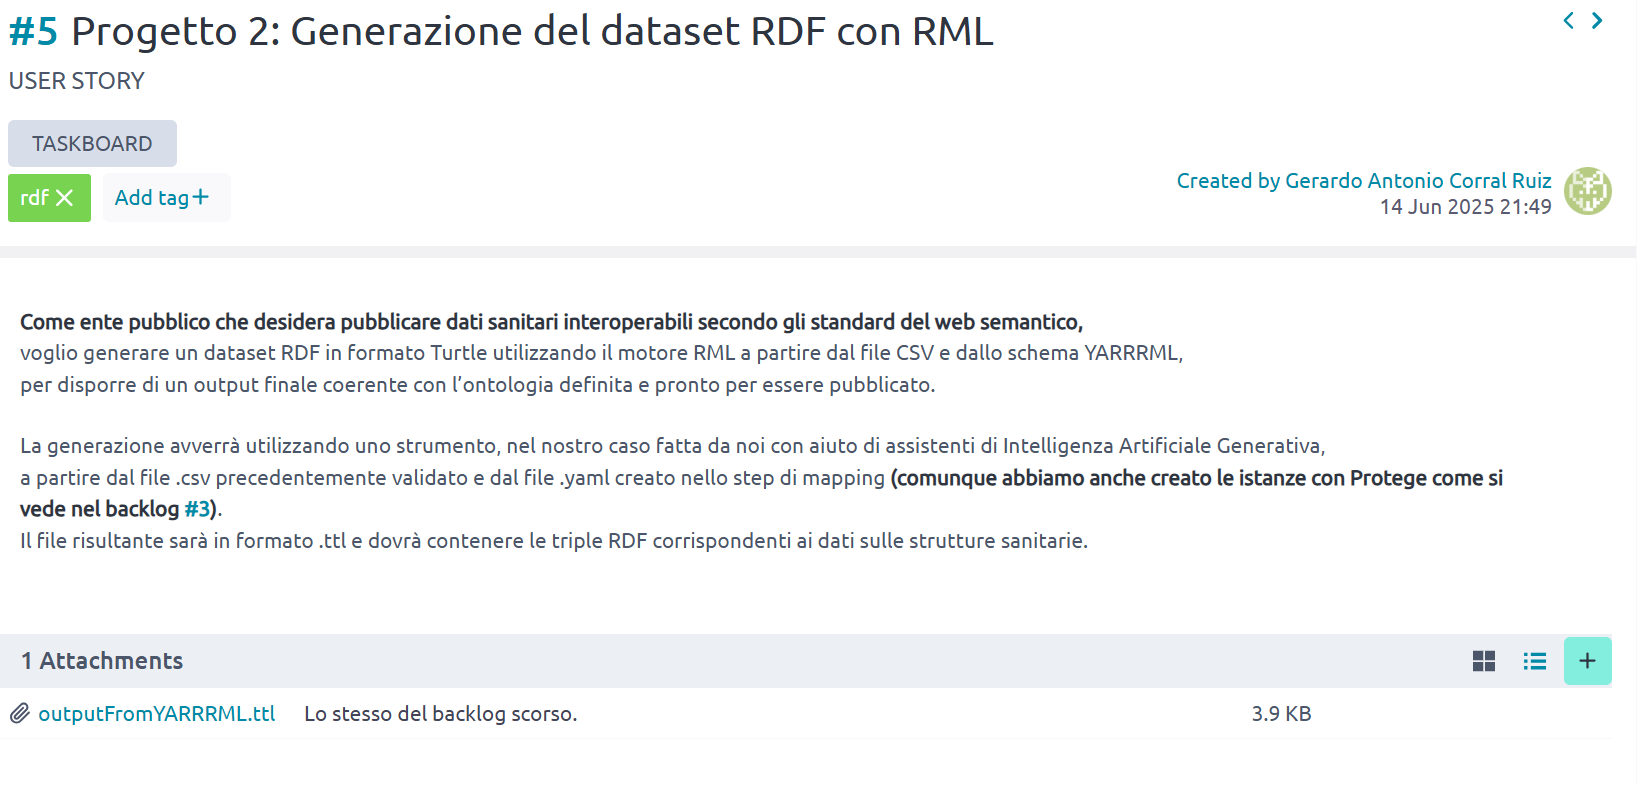 #5 Progetto 2: Generazione del dataset RDF con RML
USER STORY
TASKBOARD
rdf
Add tag+
Created by Gerardo Antonio Corral Ruiz
14 Jun 2025 21:49
Come ente pubblico che desidera pubblicare dati sanitari interoperabili secondo gli standard del web semantico,
voglio generare un dataset RDF in formato Turtle utilizzando il motore RML a partire dal file CSV e dallo schema YARRRML,
per disporre di un output finale coerente con l’ontologia definita e pronto per essere pubblicato.
La generazione avverrà utilizzando uno strumento, nel nostro caso fatta da noi con aiuto di assistenti di Intelligenza Artificiale Generativa,
a partire dal file .csv precedentemente validato e dal file .yaml creato nello step di mapping (comunque abbiamo anche creato le istanze con Protege come si
vede nel backlog #3).
Il file risultante sarà in formato .ttl e dovrà contenere le triple RDF corrispondenti ai dati sulle strutture sanitarie.
1 Attachments
outputFromYARRRML.ttl Lo stesso del backlog scorso. 3.9 KB